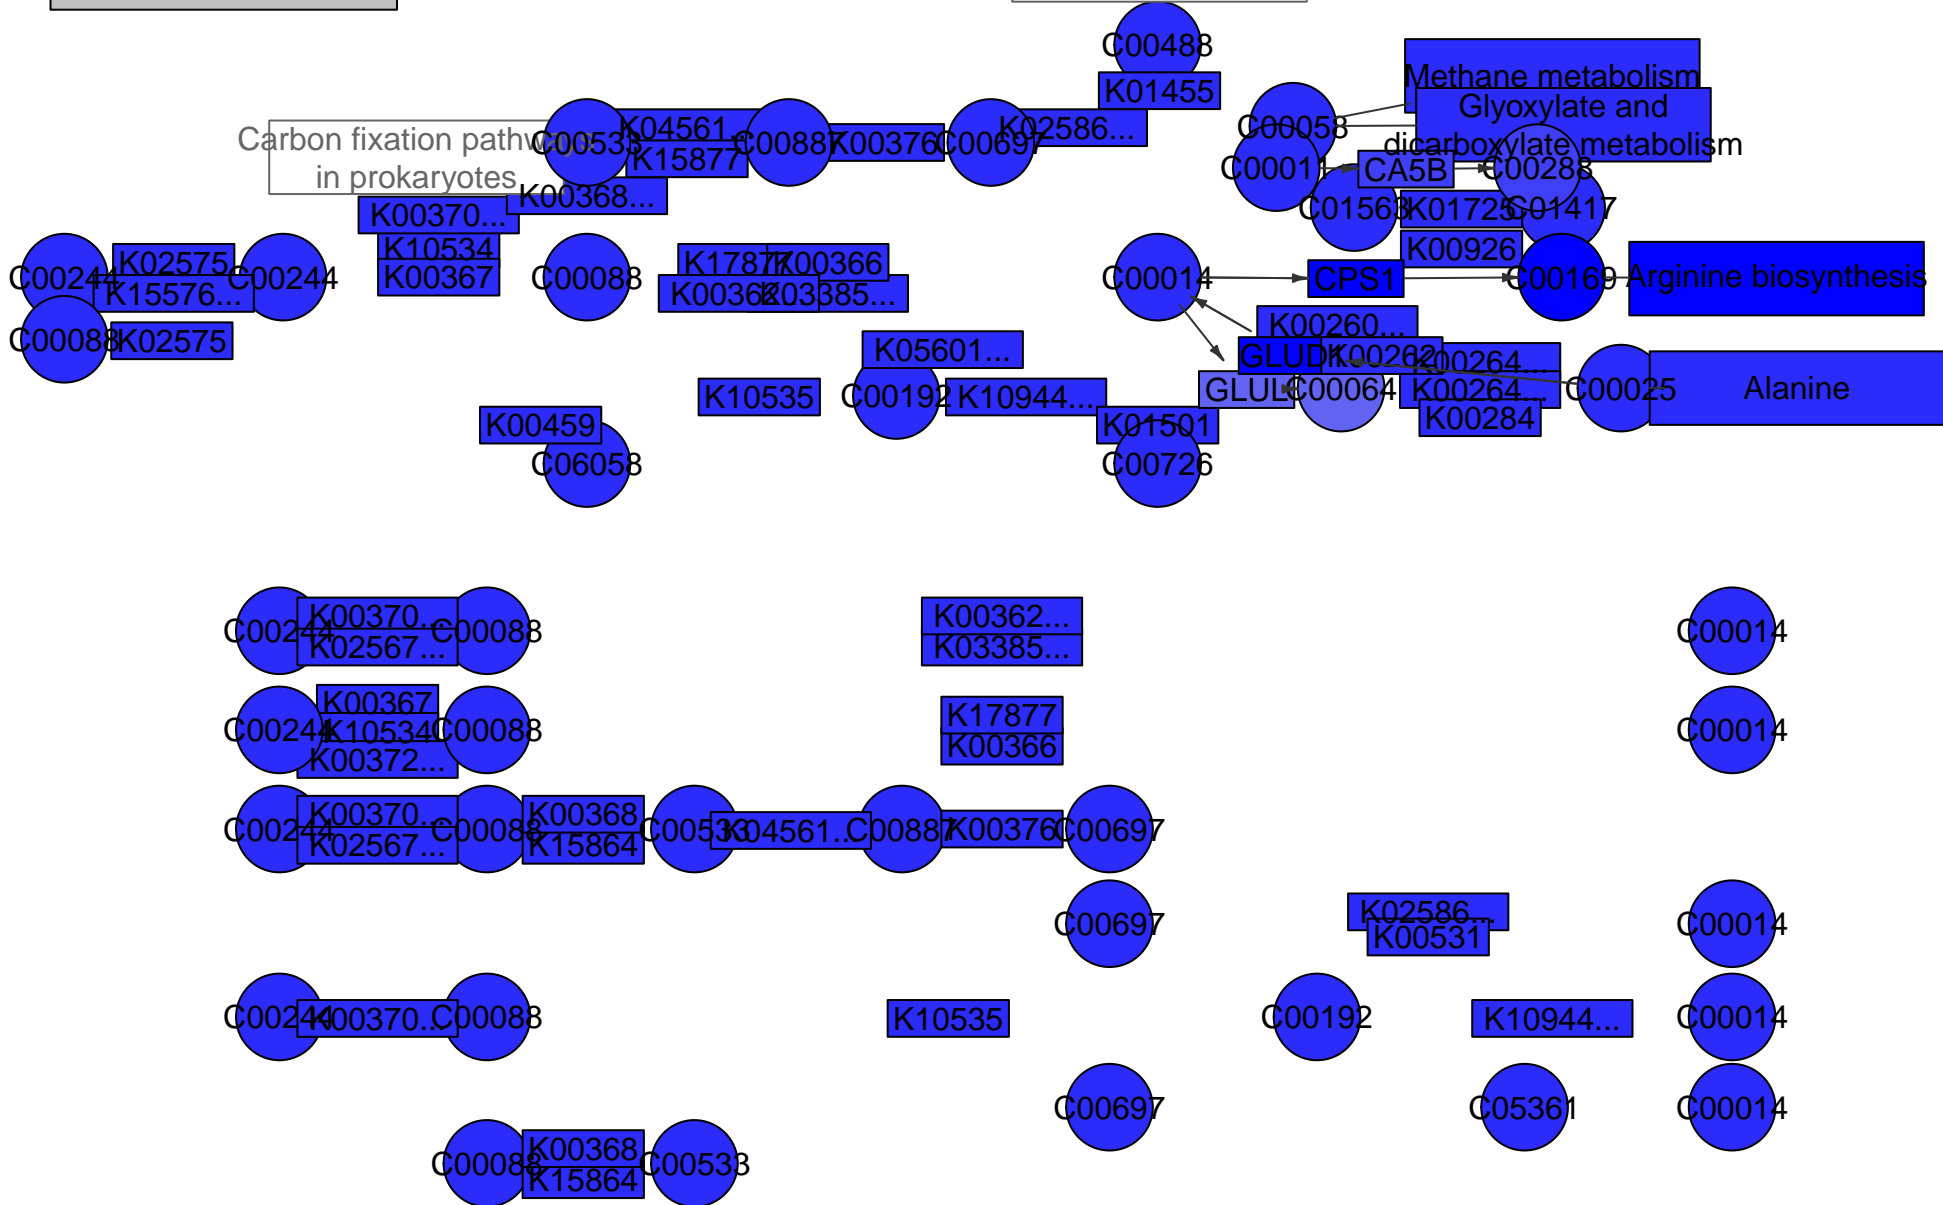 C00488
K01455
Methane metabolism
Glyoxylate and
dicarboxylate metabolism
Carbon fixation pathways
in prokaryotes
C00533
K04561...
K15877
C00887
K00376
C00697
K02586...
C00058
C00011
CA5B
C00288
C01563
K01725
C01417
K00368...
K00370...
K10534
K00367
K00926
C00244
K02575
K15576...
C00244
C00088
K17877
K00366
K00362...
K03385...
C00014
CPS1
C00169
Arginine biosynthesis
C00088
K02575
K00260...
GLUD1
K00262
K00264...
K05601...
K10535
C00192
K10944...
GLUL
C00064
K00264...
K00284
C00025
Alanine
K00459
C06058
K01501
C00726
C00244
K00370...
K02567...
C00088
K00362...
K03385...
C00014
C00244
K00367
K10534
K00372...
C00088
K17877
K00366
C00014
C00244
K00370...
K02567...
C00088
K00368
K15864
C00533
K04561...
C00887
K00376
C00697
C00697
K02586...
K00531
C00014
C00244
K00370...
C00088
K10535
C00192
K10944...
C00014
C00697
C05361
C00014
C00088
K00368
K15864
C00533